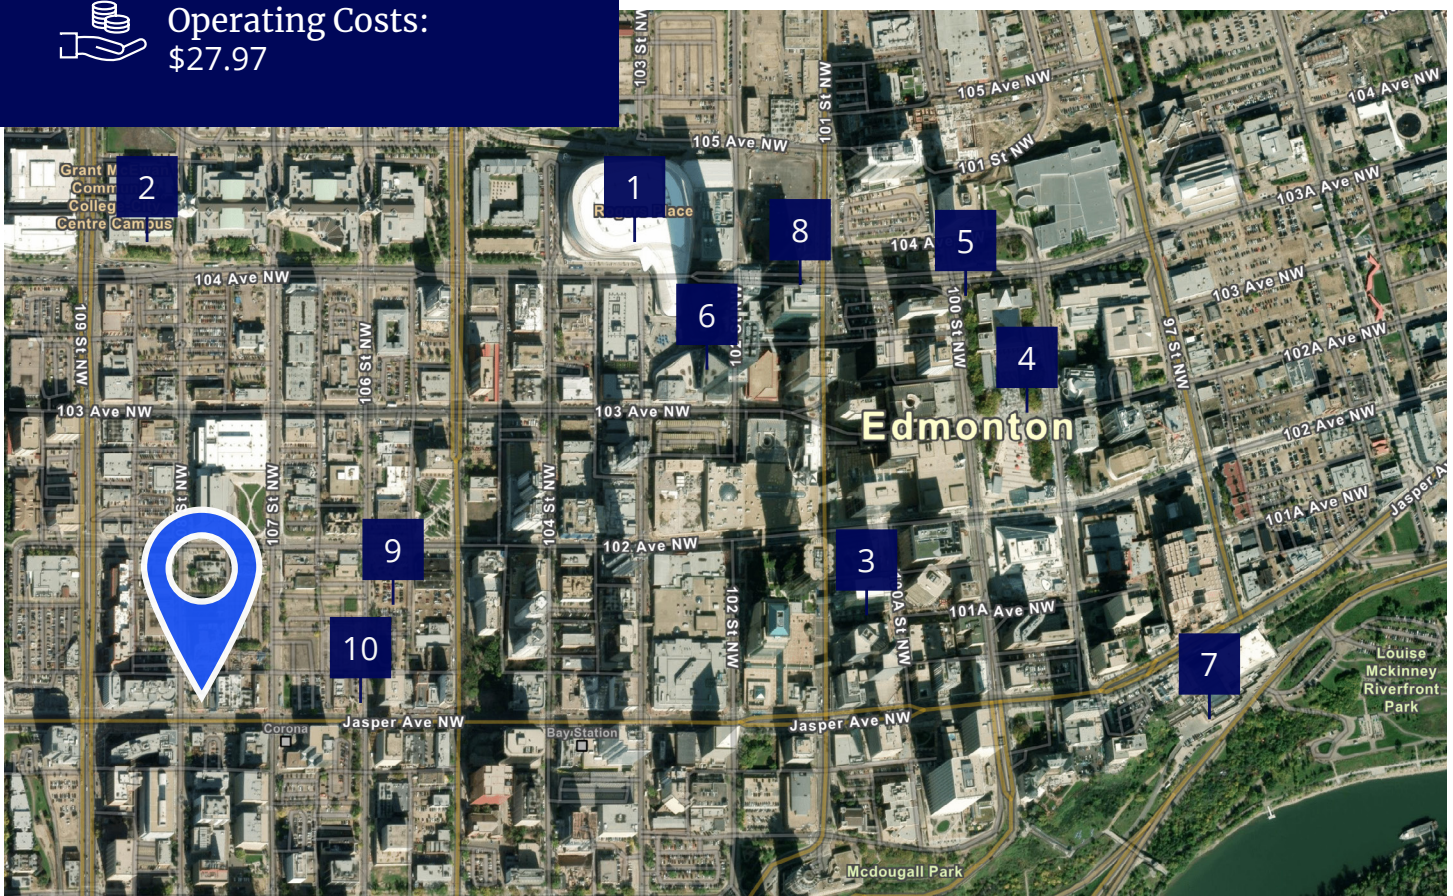 Operating Costs:
$27.97
103 St NW
101 St NW
105 Ave NW
104 Ave NW
105 Ave NW
101 St NW
103A Ave NW
Grant M
Comm
Colleg
Centre Campus
2
1
8
5
104 A
104 Ave NW
103 Ave NW
6
100 St NW
4
102A Ave NW
97 St NW
109 St NW
106 St NW
103 Ave NW
103 Ave NW
Edmonton
102 Ave NW
St NW
107 St NW
104 St NW
101A Ave NW
Jasper A
102 Ave NW
9
3
102 St NW
101A Ave NW
10
7
Louise
Mckinney
Riverfront
Park
Corona
Jasper Ave NW
Bay Station
Jasper Ave NW
Mcdougall Park